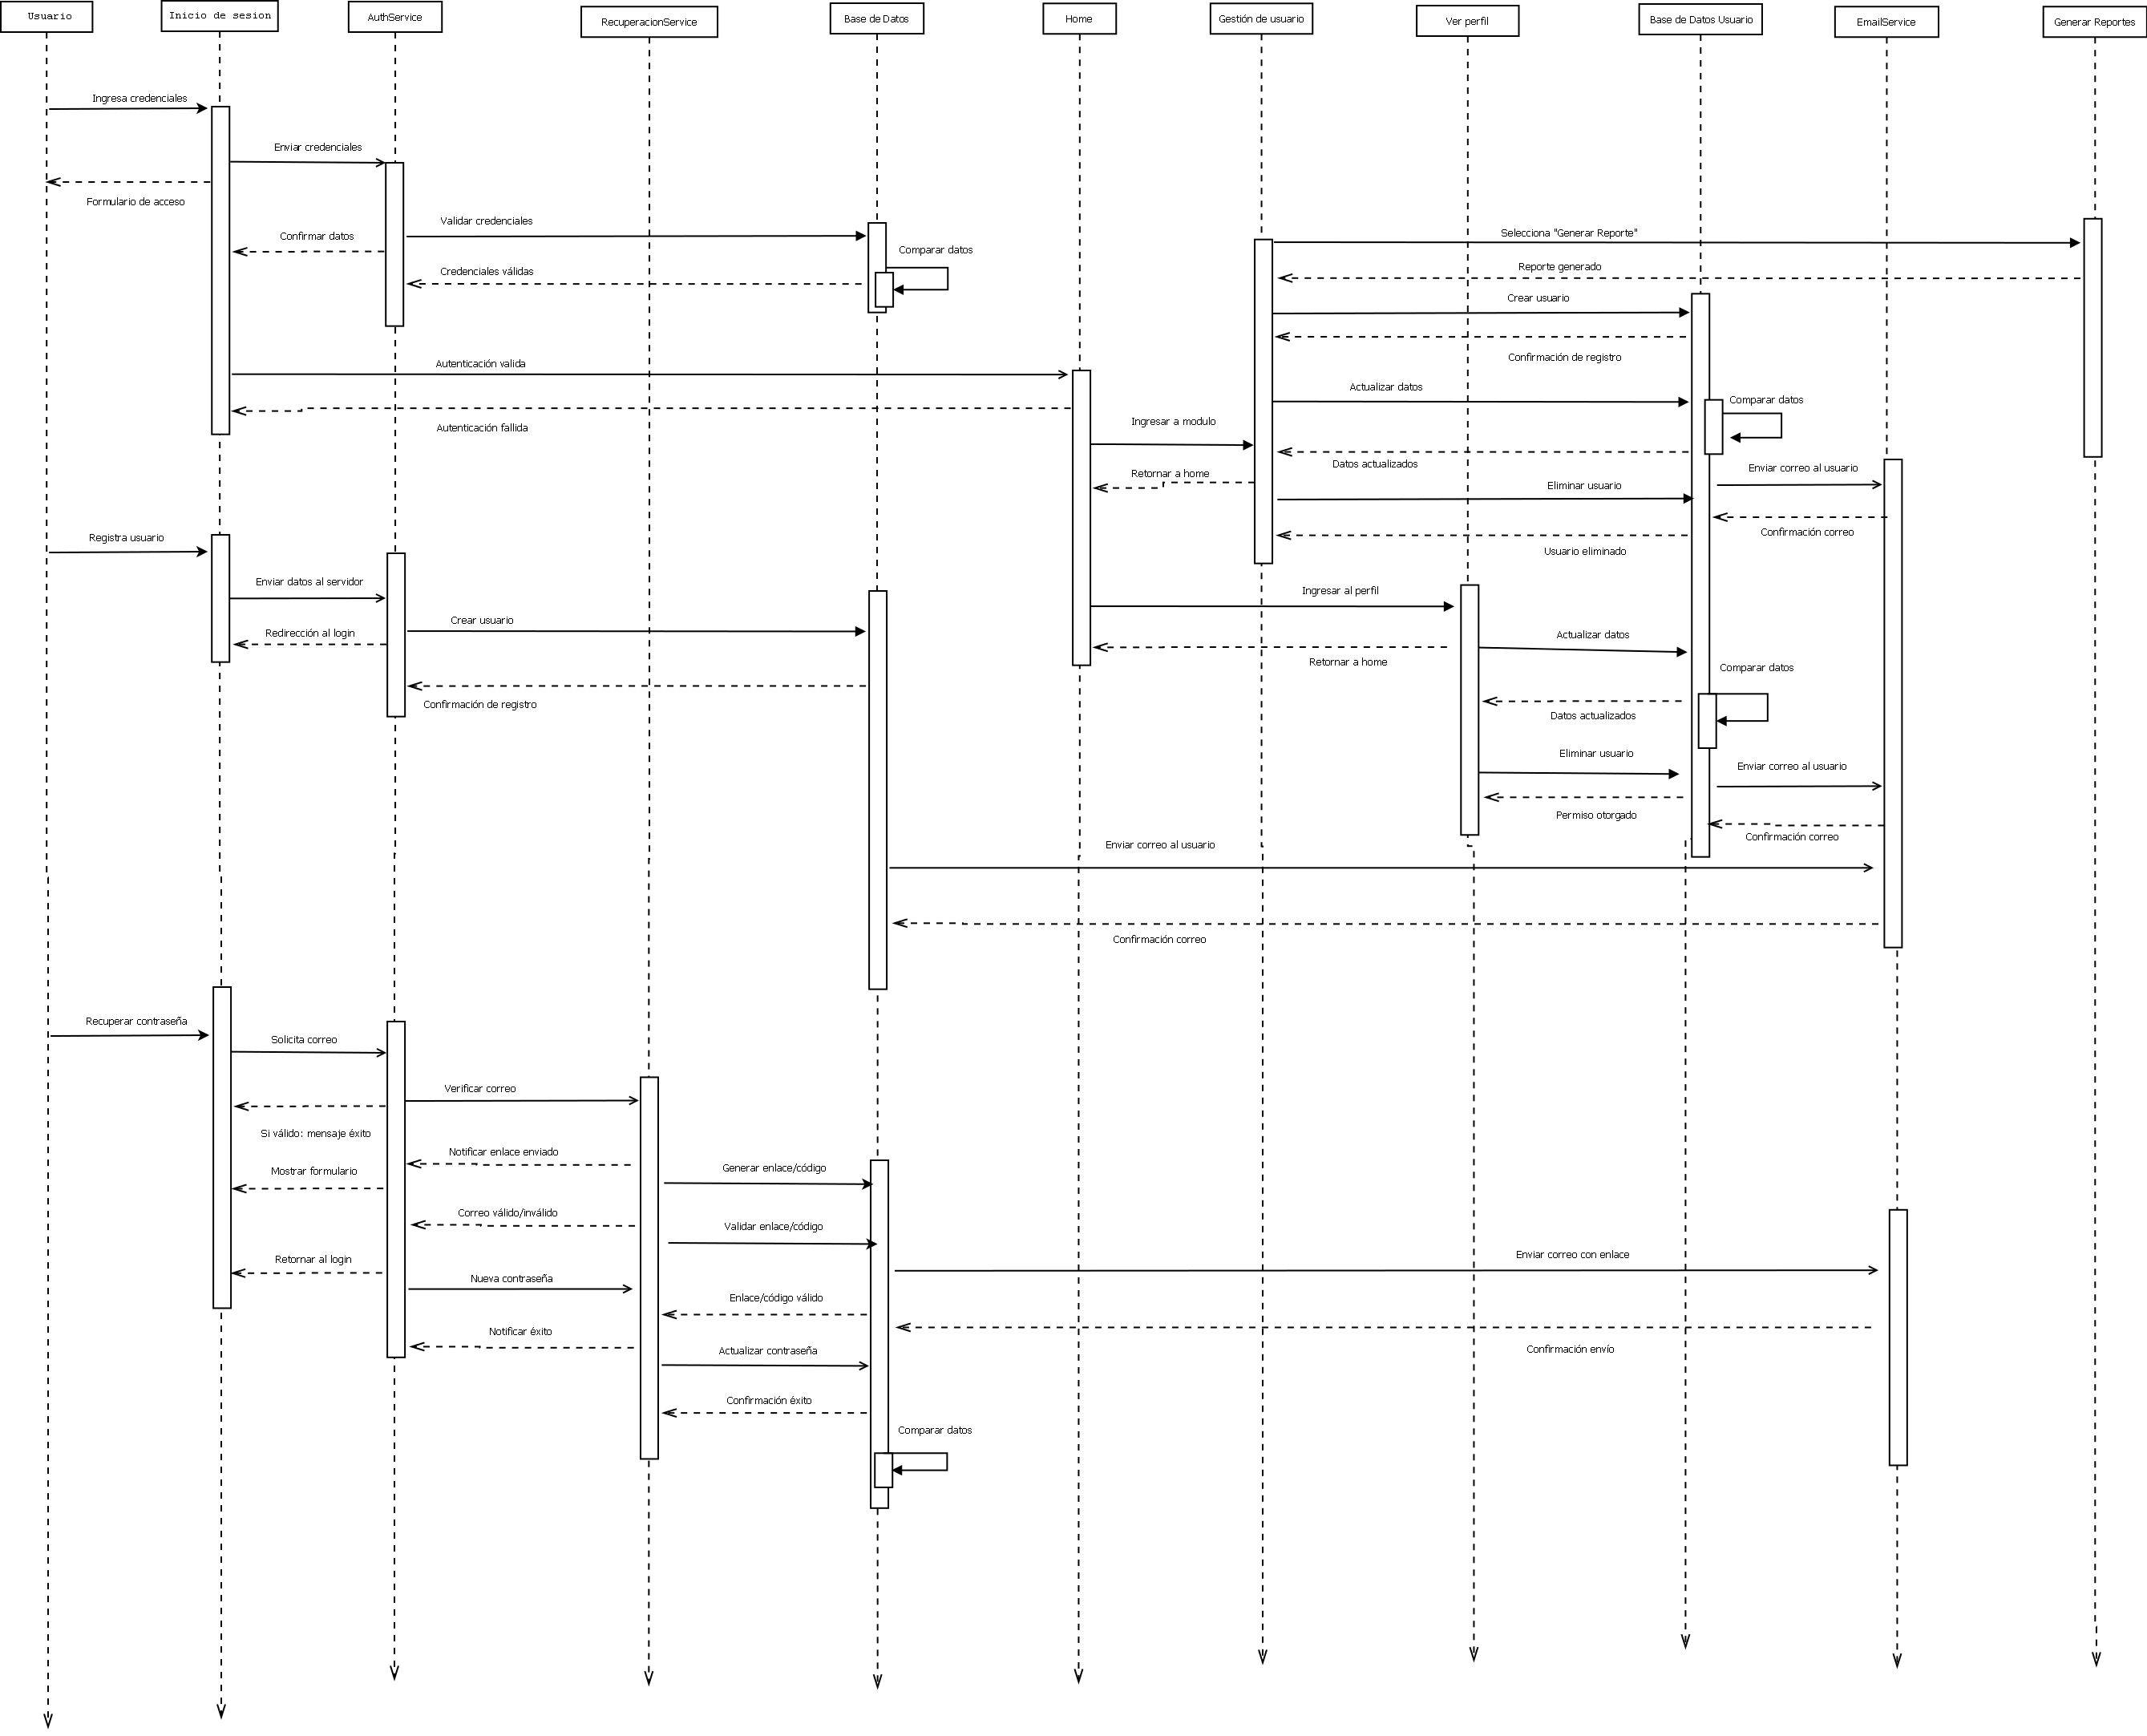 Usuario
Inicio de sesion
AuthService
RecuperacionService
Base de Datos
Home
Gestión de usuario
Ver perfil
Base de Datos Usuario
EmailService
Generar Reportes
Ingresa credenciales
Enviar credenciales
Formulario de acceso
Validar credenciales
Confirmar datos
Comparar datos
Credenciales válidas
Selecciona "Generar Reporte"
Reporte generado
Crear usuario
Confirmación de registro
Autenticación valida
Actualizar datos
Comparar datos
Autenticación fallida
Ingresar a modulo
Datos actualizados
Enviar correo al usuario
Retornar a home
Eliminar usuario
Confirmación correo
Registra usuario
Usuario eliminado
Enviar datos al servidor
Ingresar al perfil
Crear usuario
Redirección al login
Actualizar datos
Retornar a home
Comparar datos
Confirmación de registro
Datos actualizados
Eliminar usuario
Enviar correo al usuario
Permiso otorgado
Confirmación correo
Enviar correo al usuario
Confirmación correo
Recuperar contraseña
Solicita correo
Verificar correo
Si válido: mensaje éxito
Notificar enlace enviado
Mostrar formulario
Generar enlace/código
Correo válido/inválido
Validar enlace/código
Retornar al login
Enviar correo con enlace
Nueva contraseña
Enlace/código válido
Notificar éxito
Actualizar contraseña
Confirmación envío
Confirmación éxito
Comparar datos